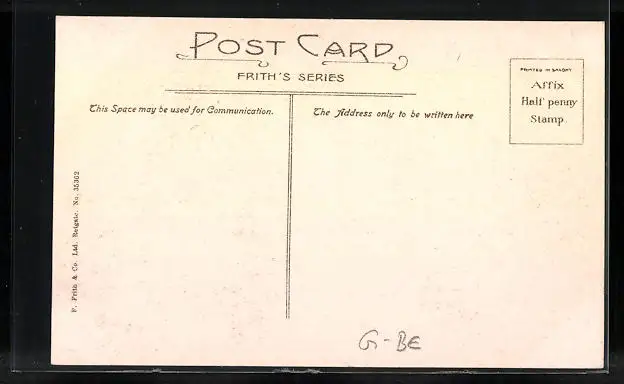 POST CARD
FRITH'S SERIES
PRINTED IN SAXONY
Affix
Half penny
Stamp.
This Space may be used for Communication.
The Address only to be written here
F. Frith & Co. Ltd. Reigate. No. 35362
G-BE